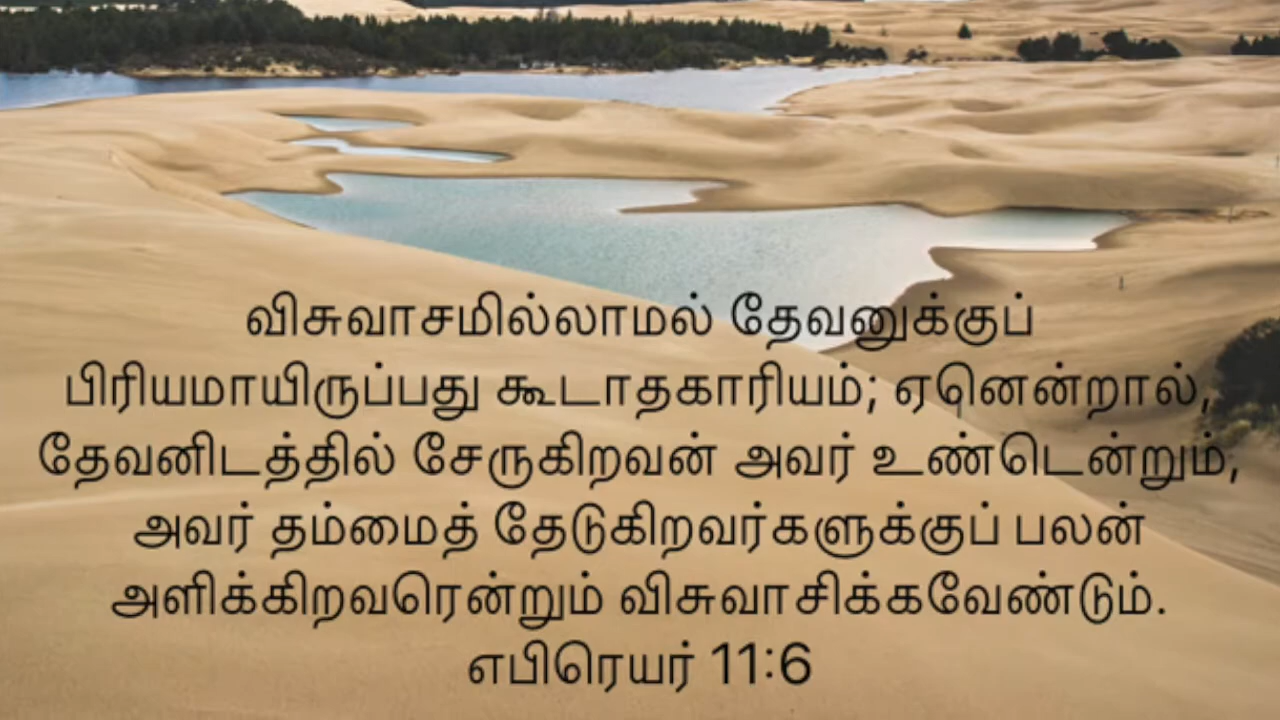 விசுவாசமில்லாமல் தேவனுக்குப்
பிரியமாயிருப்பது கூடாதகாரியம்; ஏனென்றால்,
தேவனிடத்தில் சேருகிறவன் அவர் உண்டென்றும்,
அவர் தம்மைத் தேடுகிறவர்களுக்குப் பலன்
அளிக்கிறவரென்றும் விசுவாசிக்கவேண்டும்.
எபிரெயர் 11:6